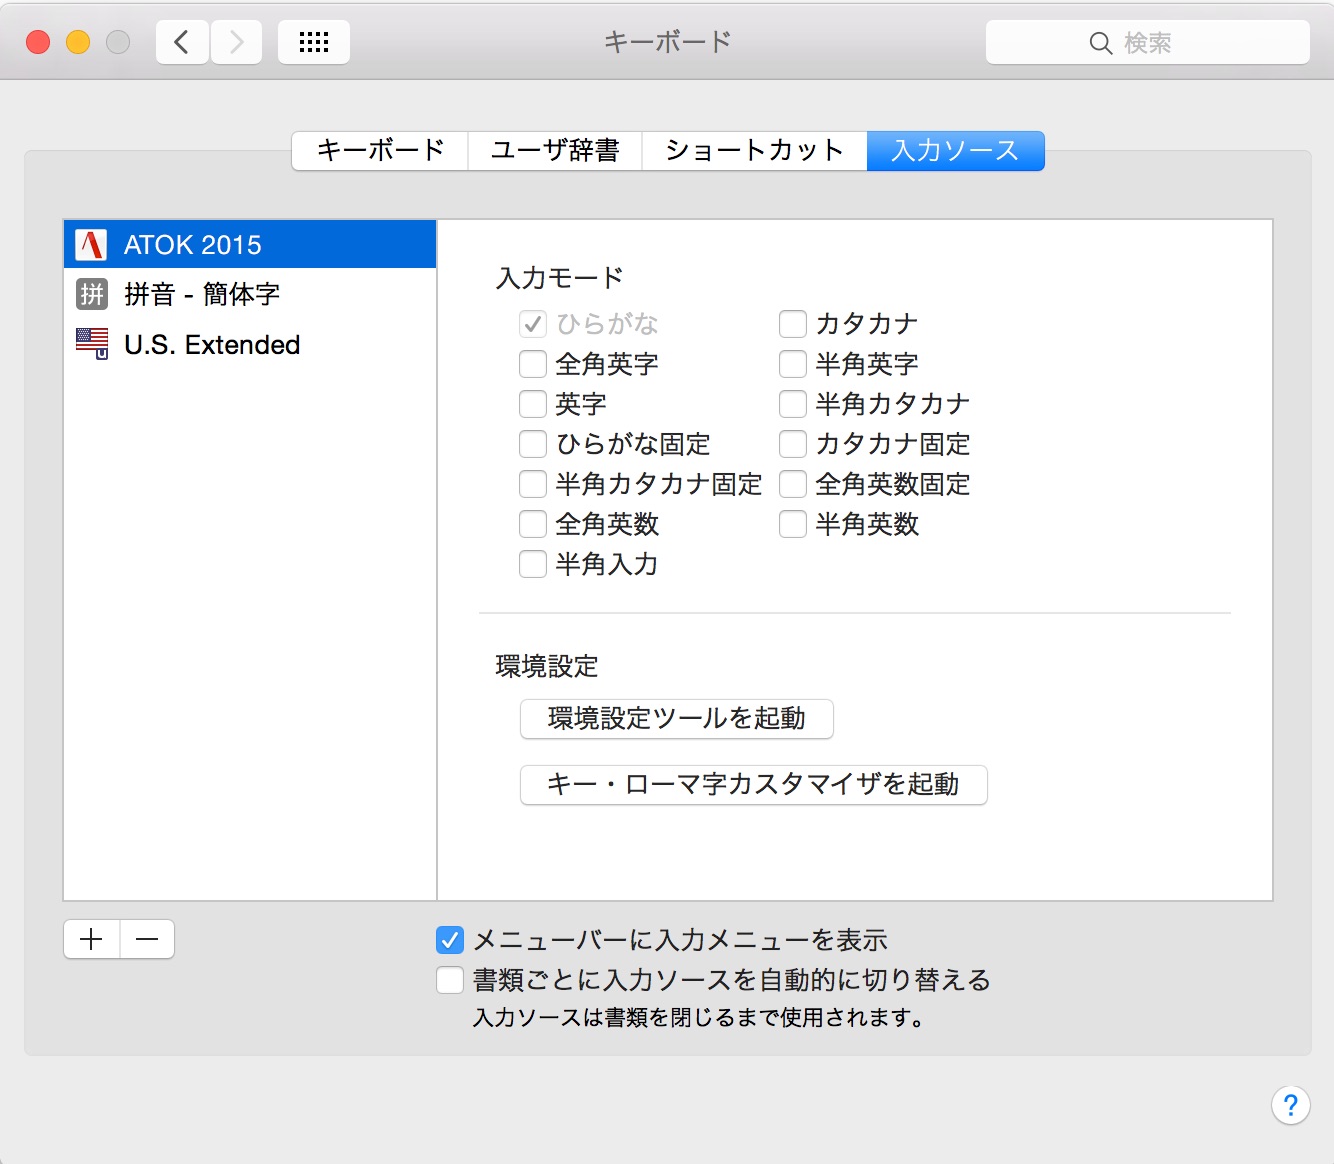 キーボード
検索
キーボード ユーザ辞書 ショートカット 入力ソース
ATOK 2015
拼 拼音 - 簡体字
U U.S. Extended
入力モード
ひらがな カタカナ
全角英字 半角英字
英字 半角カタカナ
ひらがな固定 カタカナ固定
半角カタカナ固定 全角英数固定
全角英数 半角英数
半角入力
環境設定
環境設定ツールを起動
キー・ローマ字カスタマイザを起動
メニューバーに入力メニューを表示
書類ごとに入力ソースを自動的に切り替える
入力ソースは書類を閉じるまで使用されます。
?